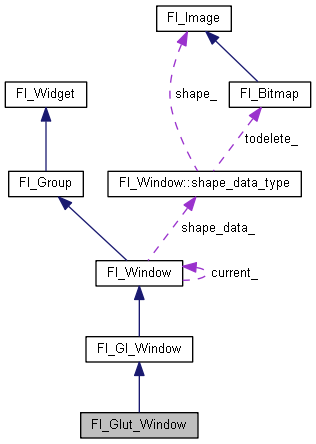 Fl_Image
Fl_Widget
shape_
Fl_Bitmap
todelete_
Fl_Group
Fl_Window::shape_data_type
shape_data_
Fl_Window
current_
Fl_Gl_Window
Fl_Glut_Window